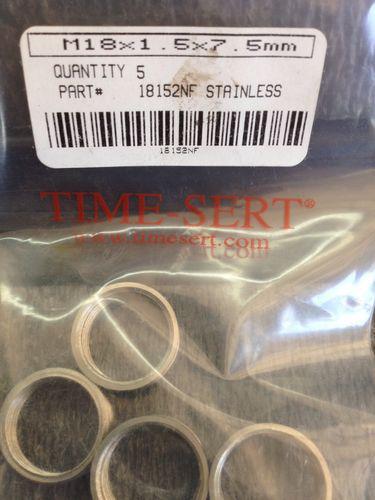 M18x1.5x7.5mm
QUANTITY 5
PART# 18152NF STAINLESS
18152NF
TIME-SERT®
www.timesert.com